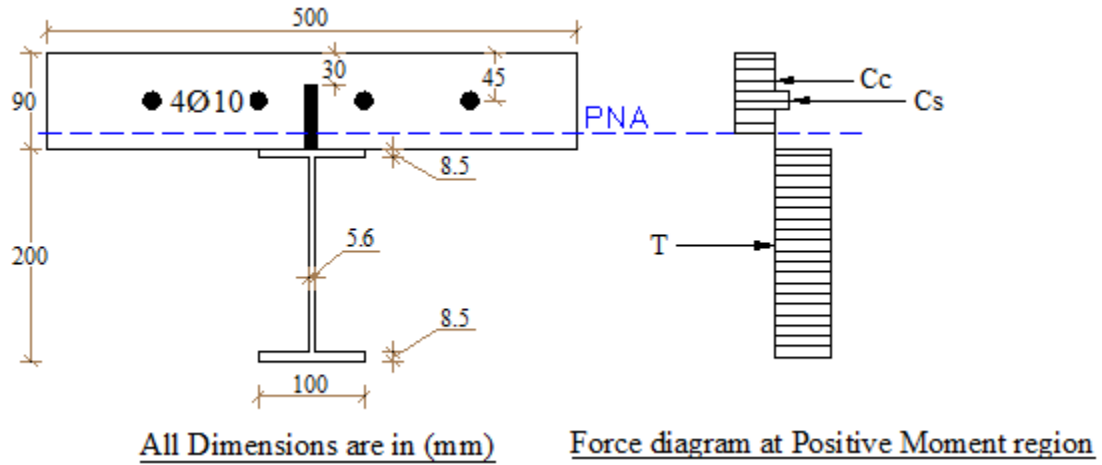 500
30
45
90
4Ø10
Cc
Cs
PNA
8.5
200
5.6
T
8.5
100
All Dimensions are in (mm)
Force diagram at Positive Moment region